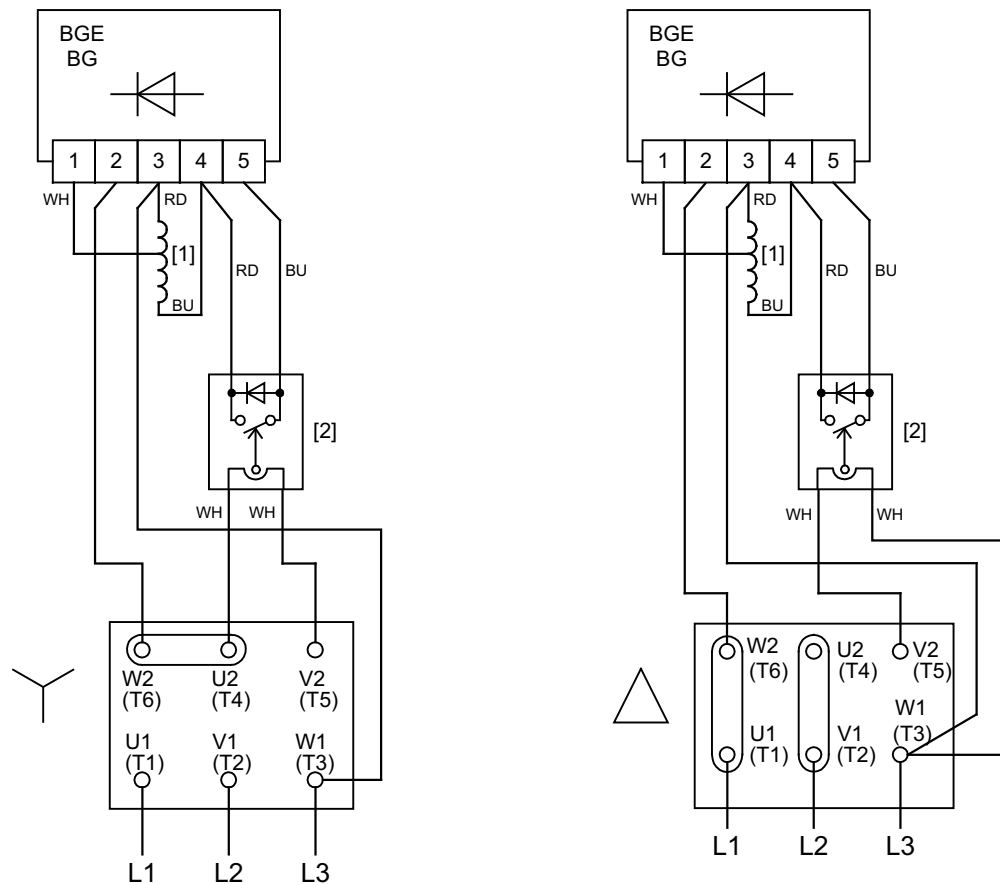 BGE
BG
1 2 3 4 5
WH
RD
[1]
RD
BU
BU
[2]
WH
WH
W2
(T6)
U2
(T4)
V2
(T5)
U1
(T1)
V1
(T2)
W1
(T3)
L1
L2
L3
BGE
BG
1 2 3 4 5
WH
RD
[1]
RD
BU
BU
[2]
WH
WH
W2
(T6)
U2
(T4)
V2
(T5)
U1
(T1)
V1
(T2)
W1
(T3)
L1
L2
L3